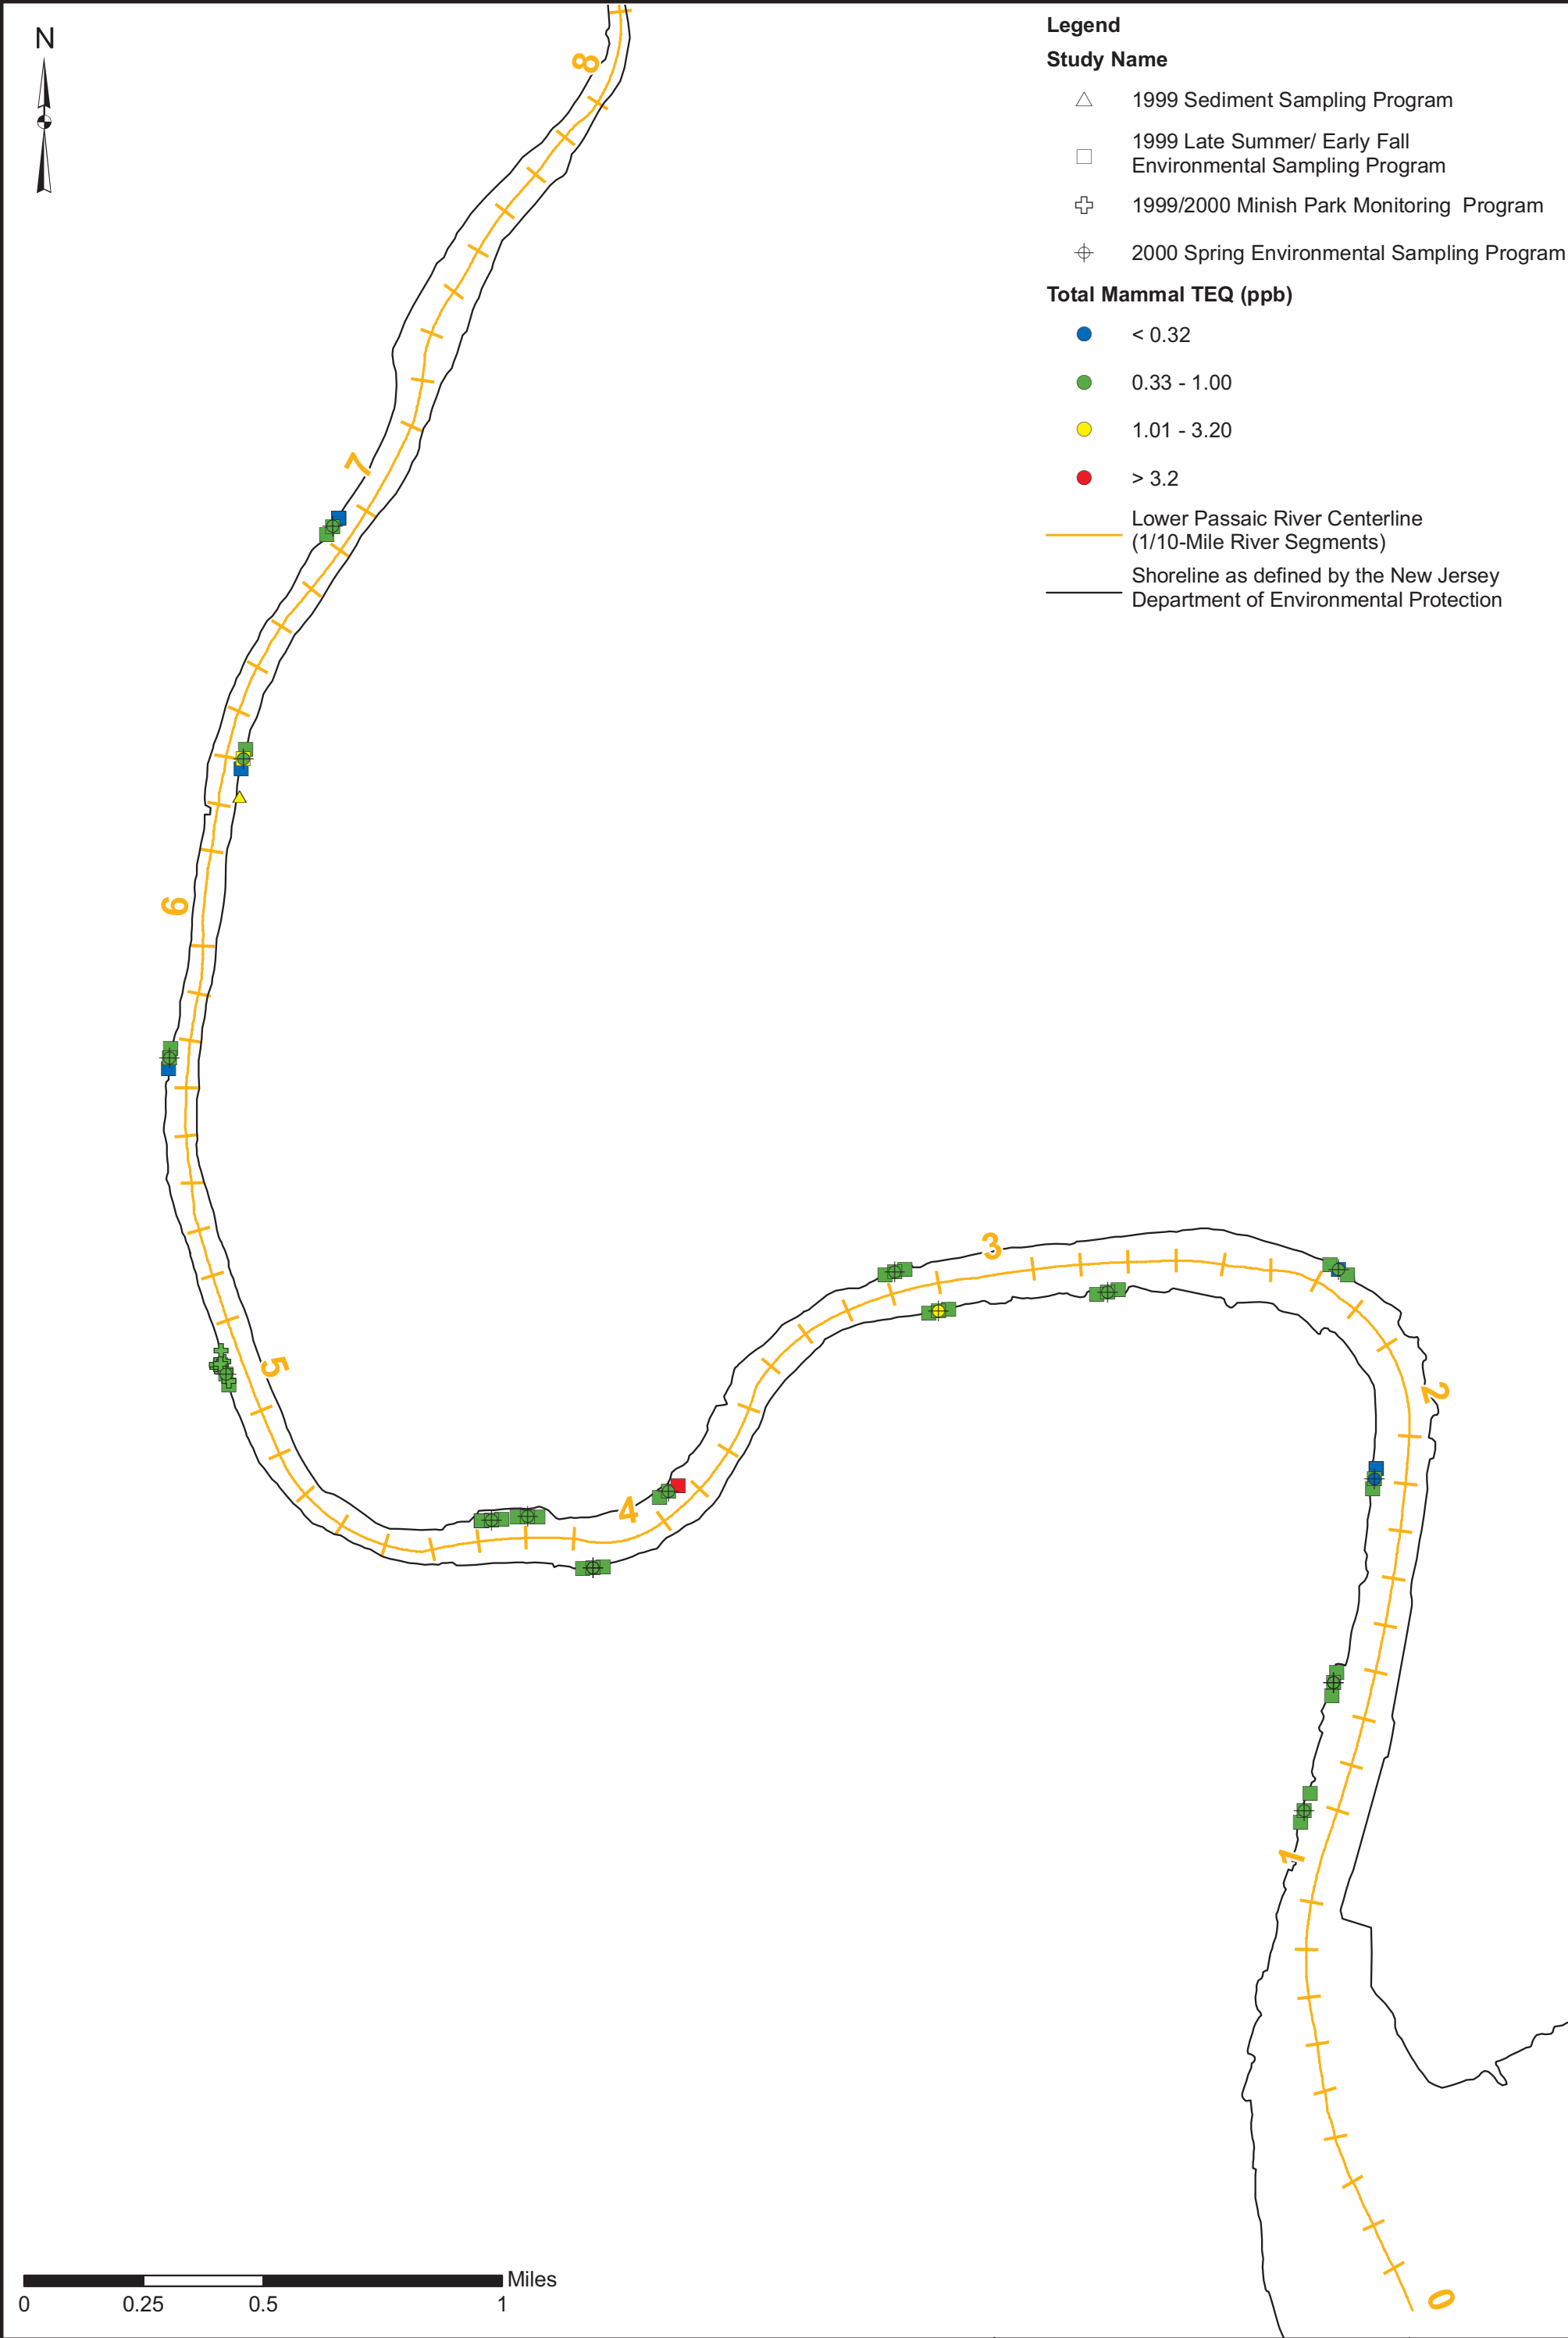 N
Legend
Study Name
1999 Sediment Sampling Program
1999 Late Summer/ Early Fall
Environmental Sampling Program
1999/2000 Minish Park Monitoring Program
2000 Spring Environmental Sampling Program
Total Mammal TEQ (ppb)
< 0.32
0.33 - 1.00
1.01 - 3.20
> 3.2
Lower Passaic River Centerline
(1/10-Mile River Segments)
Shoreline as defined by the New Jersey
Department of Environmental Protection
8
7
6
3
5
2
4
1
0
Miles
0 0.25 0.5 1